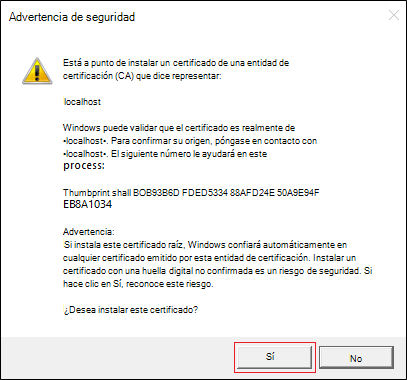 Advertencia de seguridad
Está a punto de instalar un certificado de una entidad de
certificación (CA) que dice representar:
localhost
Windows puede validar que el certificado es realmente de
•localhost•. Para confirmar su origen, póngase en contacto con
•localhost•. El siguiente número le ayudará en este
process:
Thumbprint shall BOB93B6D FDED5334 88AFD24E 50A9E94F
EB8A1034
Advertencia:
Si instala este certificado raíz, Windows confiará automáticamente en
cualquier certificado emitido por esta entidad de certificación. Instalar un
certificado con una huella digital no confirmada es un riesgo de seguridad. Si
hace clic en Sí, reconoce este riesgo.
¿Desea instalar este certificado?
Sí
No